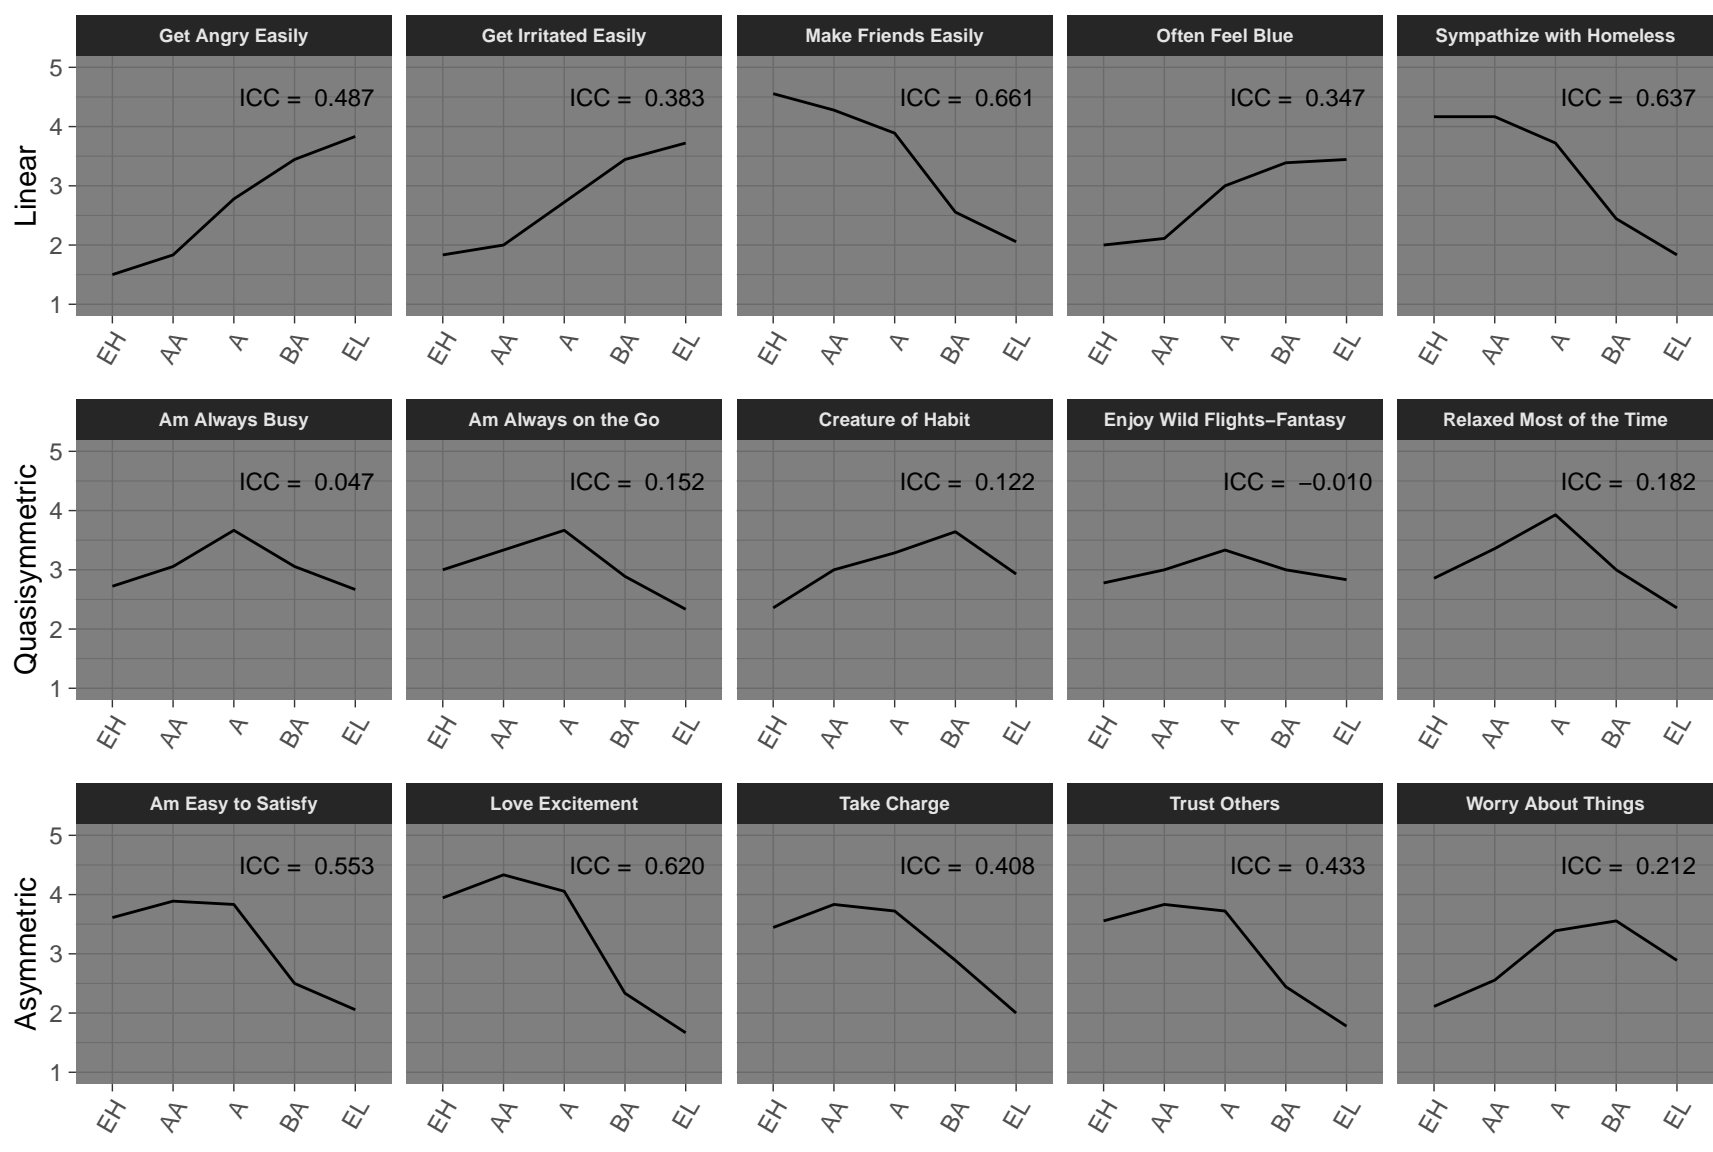 Get Angry Easily Get Irritated Easily Make Friends Easily Often Feel Blue Sympathize with Homeless
Linear
5
4
3
2
1
ICC = 0.487 ICC = 0.383 ICC = 0.661 ICC = 0.347 ICC = 0.637
EH AA A BA EL EH AA A BA EL EH AA A BA EL EH AA A BA EL EH AA A BA EL
Am Always Busy Am Always on the Go Creature of Habit Enjoy Wild Flights−Fantasy Relaxed Most of the Time
Quasisymmetric
5
4
3
2
1
ICC = 0.047 ICC = 0.152 ICC = 0.122 ICC = −0.010 ICC = 0.182
EH AA A BA EL EH AA A BA EL EH AA A BA EL EH AA A BA EL EH AA A BA EL
Am Easy to Satisfy Love Excitement Take Charge Trust Others Worry About Things
Asymmetric
5
4
3
2
1
ICC = 0.553 ICC = 0.620 ICC = 0.408 ICC = 0.433 ICC = 0.212
EH AA A BA EL EH AA A BA EL EH AA A BA EL EH AA A BA EL EH AA A BA EL